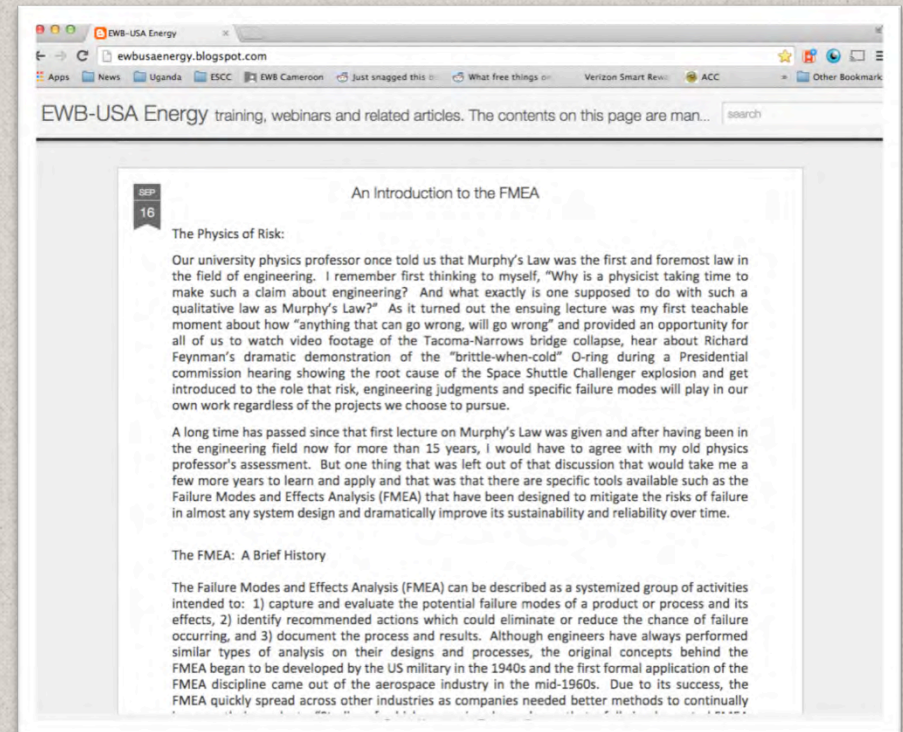 EWB-USA Energy
ewbusaenergy.blogspot.com
Apps News Uganda ESCC EWB Cameroon Just snagged this What free things Verizon Smart Rew ACC » Other Bookmark
EWB-USA Energy training, webinars and related articles. The contents on this page are man... search
SEP
16
An Introduction to the FMEA
The Physics of Risk:
Our university physics professor once told us that Murphy's Law was the first and foremost law in
the field of engineering. I remember first thinking to myself, "Why is a physicist taking time to
make such a claim about engineering? And what exactly is one supposed to do with such a
qualitative law as Murphy's Law?" As it turned out the ensuing lecture was my first teachable
moment about how "anything that can go wrong, will go wrong" and provided an opportunity for
all of us to watch video footage of the Tacoma-Narrows bridge collapse, hear about Richard
Feynman's dramatic demonstration of the "brittle-when-cold" O-ring during a Presidential
commission hearing showing the root cause of the Space Shuttle Challenger explosion and get
introduced to the role that risk, engineering judgments and specific failure modes will play in our
own work regardless of the projects we choose to pursue.
A long time has passed since that first lecture on Murphy's Law was given and after having been in
the engineering field now for more than 15 years, I would have to agree with my old physics
professor's assessment. But one thing that was left out of that discussion that would take me a
few more years to learn and apply and that was that there are specific tools available such as the
Failure Modes and Effects Analysis (FMEA) that have been designed to mitigate the risks of failure
in almost any system design and dramatically improve its sustainability and reliability over time.
The FMEA: A Brief History
The Failure Modes and Effects Analysis (FMEA) can be described as a systemized group of activities
intended to: 1) capture and evaluate the potential failure modes of a product or process and its
effects, 2) identify recommended actions which could eliminate or reduce the chance of failure
occurring, and 3) document the process and results. Although engineers have always performed
similar types of analysis on their designs and processes, the original concepts behind the
FMEA began to be developed by the US military in the 1940s and the first formal application of the
FMEA discipline came out of the aerospace industry in the mid-1960s. Due to its success, the
FMEA quickly spread across other industries as companies needed better methods to continually